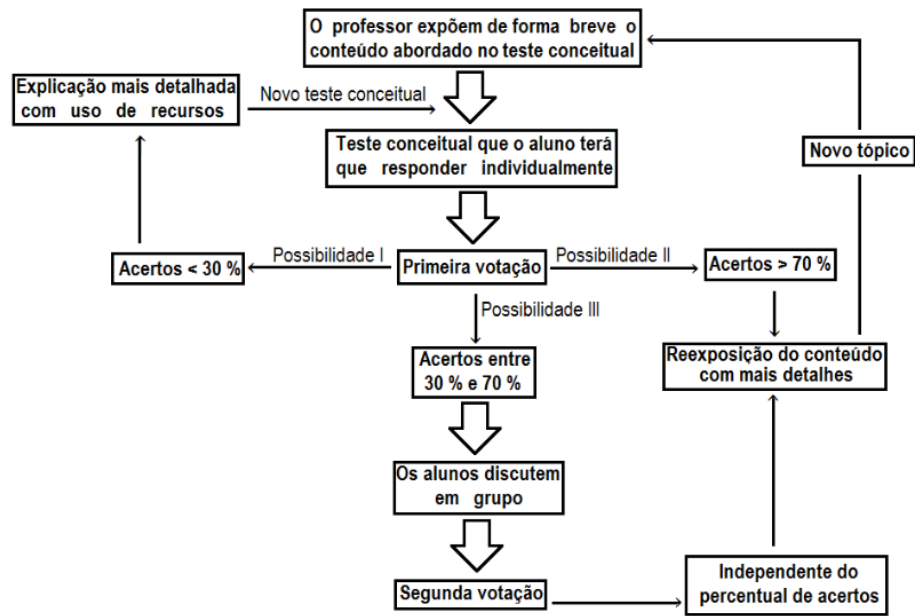 O professor expõem de forma breve o
conteúdo abordado no teste conceitual
Explicação mais detalhada
com uso de recursos
Novo teste conceitual
Teste conceitual que o aluno terá
que responder individualmente
Novo tópico
Acertos < 30 %
Possibilidade I
Primeira votação
Possibilidade II
Acertos > 70 %
Possibilidade III
Acertos entre
30 % e 70 %
Reexposição do conteúdo
com mais detalhes
Os alunos discutem
em grupo
Segunda votação
Independente do
percentual de acertos